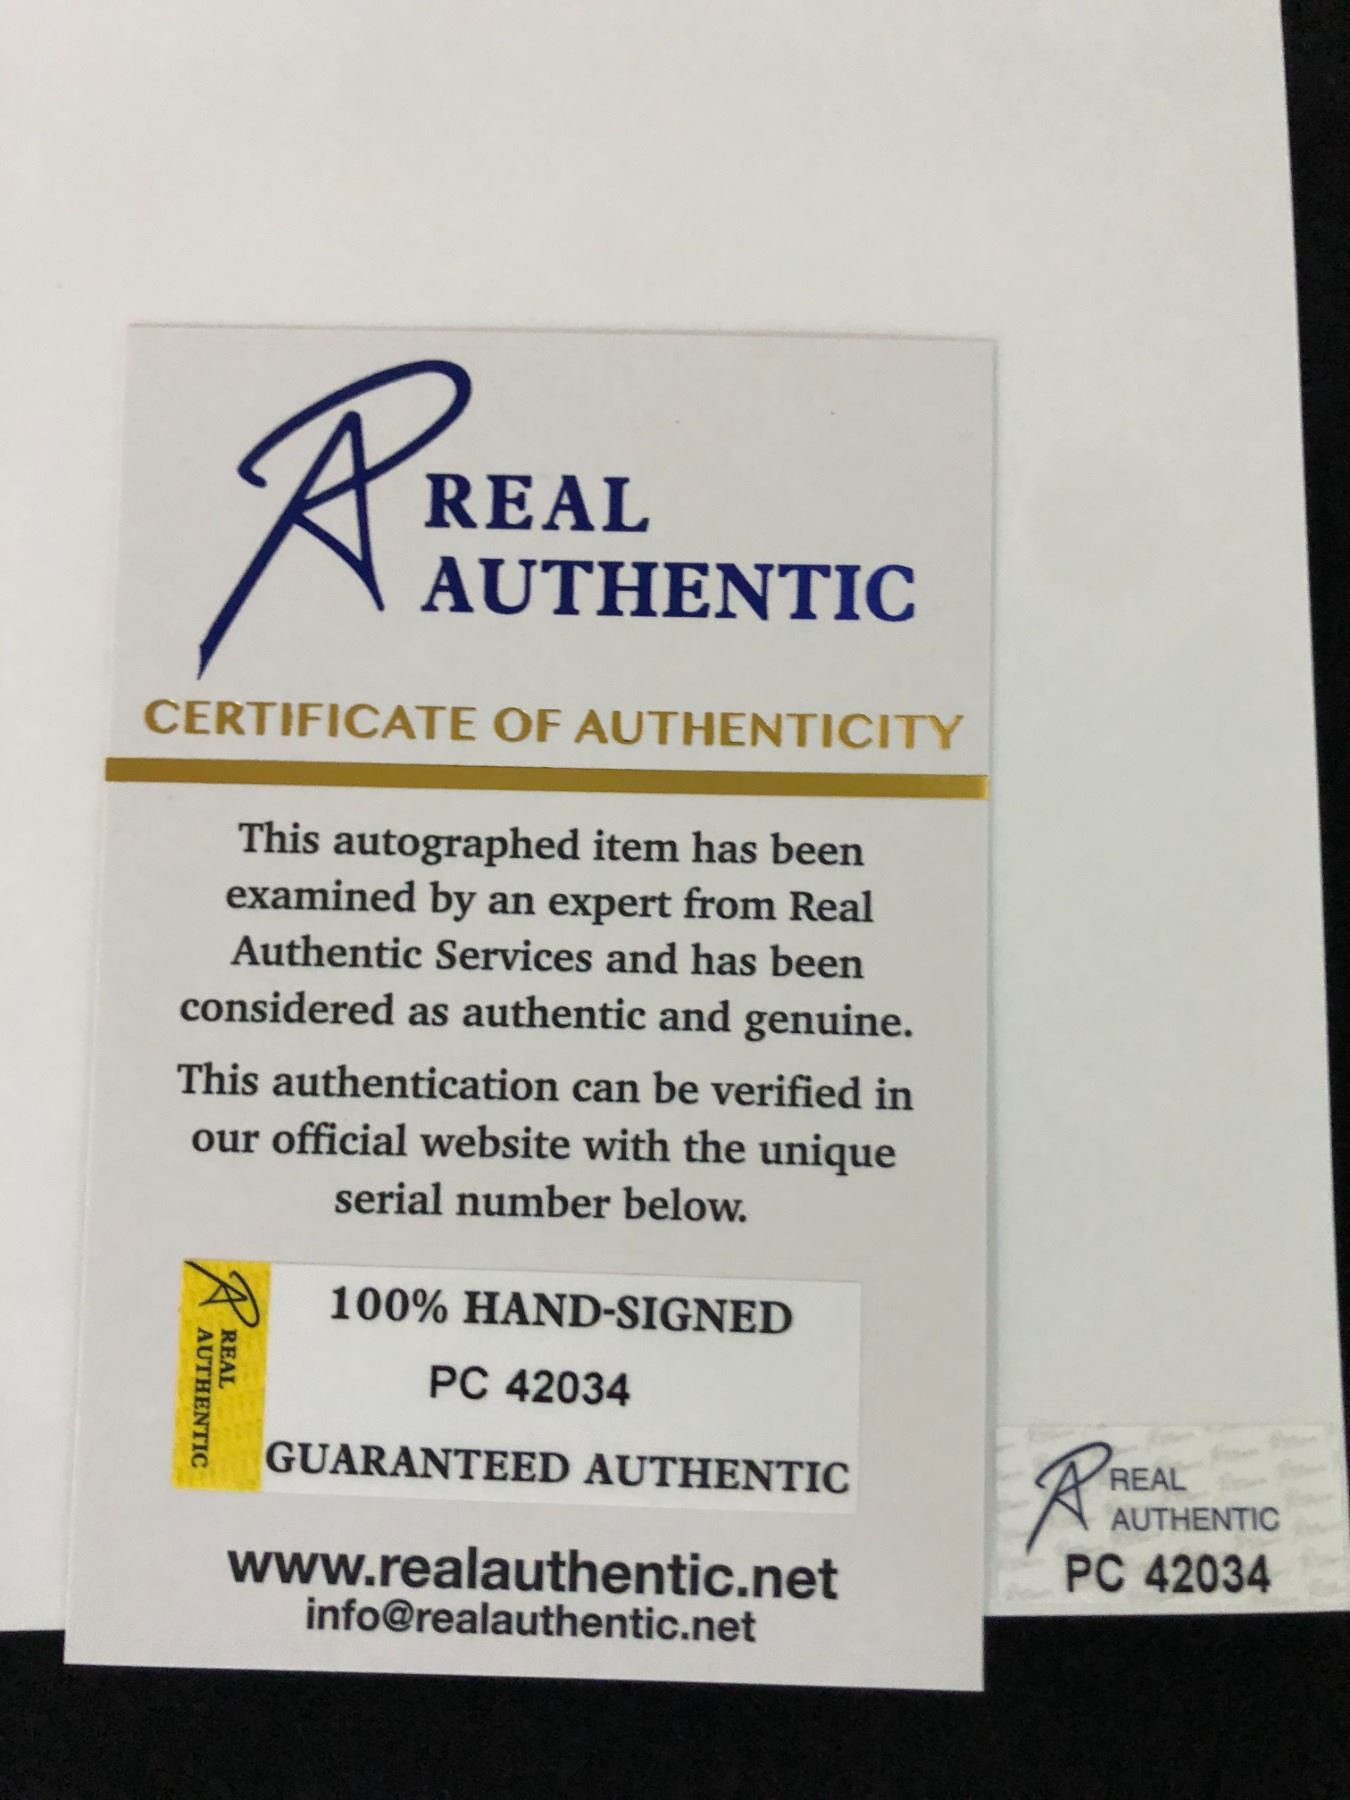 REAL
AUTHENTIC
CERTIFICATE OF AUTHENTICITY
This autographed item has been
examined by an expert from Real
Authentic Services and has been
considered as authentic and genuine.
This authentication can be verified in
our official website with the unique
serial number below.
REAL
AUTHENTIC
100% HAND-SIGNED
PC 42034
GUARANTEED AUTHENTIC
www.realauthentic.net
info@realauthentic.net
REAL
AUTHENTIC
PC 42034